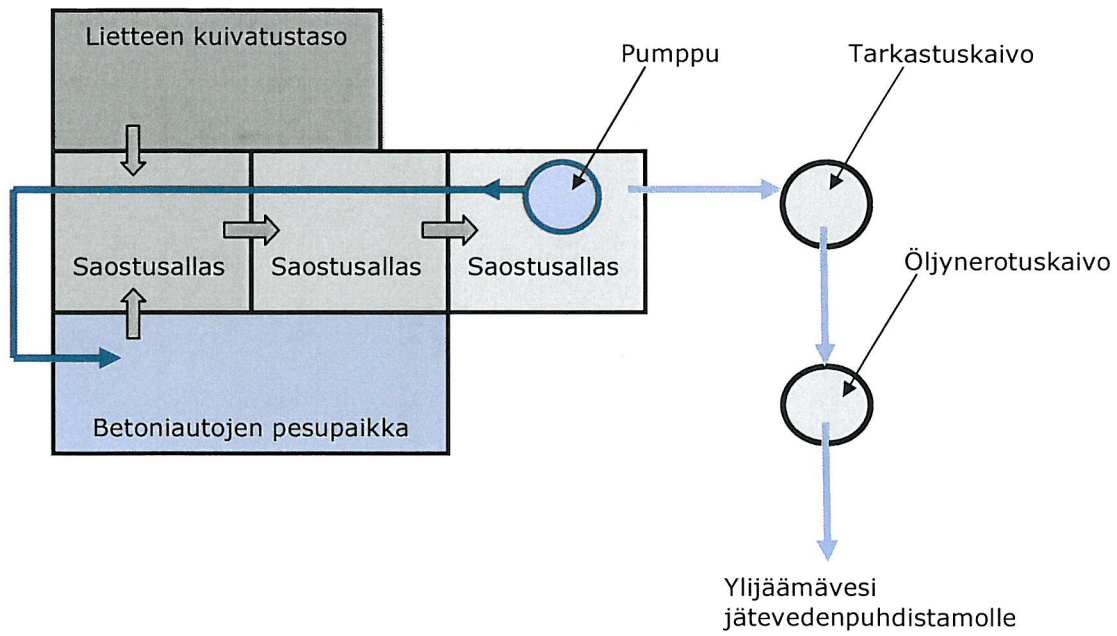 Lietteen kuivatustaso
Pumppu
Tarkastuskaivo
Saostusallas
Saostusallas
Saostusallas
Öljynerotuskaivo
Betoniautojen pesupaikka
Ylijäämävesi
jätevedenpuhdistamolle